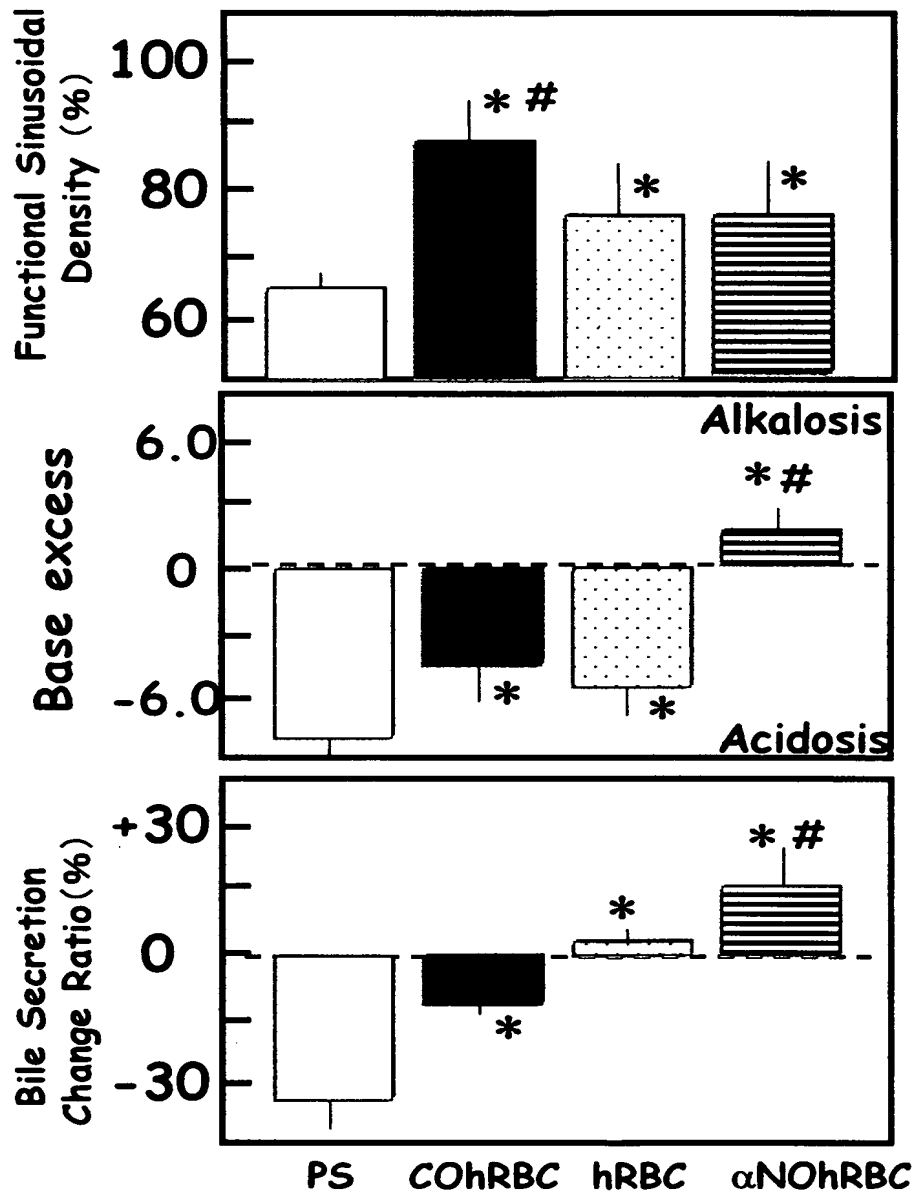 Functional Sinusoidal
Density (%)
100
80
60
* #
*
*
Base excess
6.0
0
-6.0
Alkalosis
* #
*
*
Acidosis
Bile Secretion
Change Ratio(%)
+30
0
-30
* #
*
*
PS COhRBC hRBC αNOhRBC